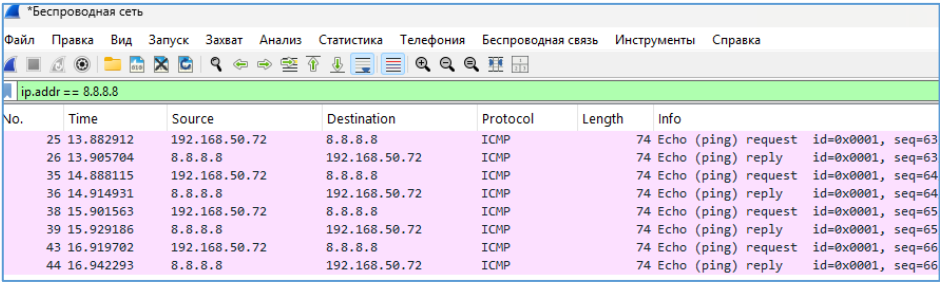 *Беспроводная сеть
Файл Правка Вид Запуск Захват Анализ Статистика Телефония Беспроводная связь Инструменты Справка
ip.addr == 8.8.8.8
No. Time Source Destination Protocol Length Info
25 13.882912 192.168.50.72 8.8.8.8 ICMP 74 Echo (ping) request id=0x0001, seq=63
26 13.905704 8.8.8.8 192.168.50.72 ICMP 74 Echo (ping) reply id=0x0001, seq=63
35 14.888115 192.168.50.72 8.8.8.8 ICMP 74 Echo (ping) request id=0x0001, seq=64
36 14.914931 8.8.8.8 192.168.50.72 ICMP 74 Echo (ping) reply id=0x0001, seq=64
38 15.901563 192.168.50.72 8.8.8.8 ICMP 74 Echo (ping) request id=0x0001, seq=65
39 15.929186 8.8.8.8 192.168.50.72 ICMP 74 Echo (ping) reply id=0x0001, seq=65
43 16.919702 192.168.50.72 8.8.8.8 ICMP 74 Echo (ping) request id=0x0001, seq=66
44 16.942293 8.8.8.8 192.168.50.72 ICMP 74 Echo (ping) reply id=0x0001, seq=66